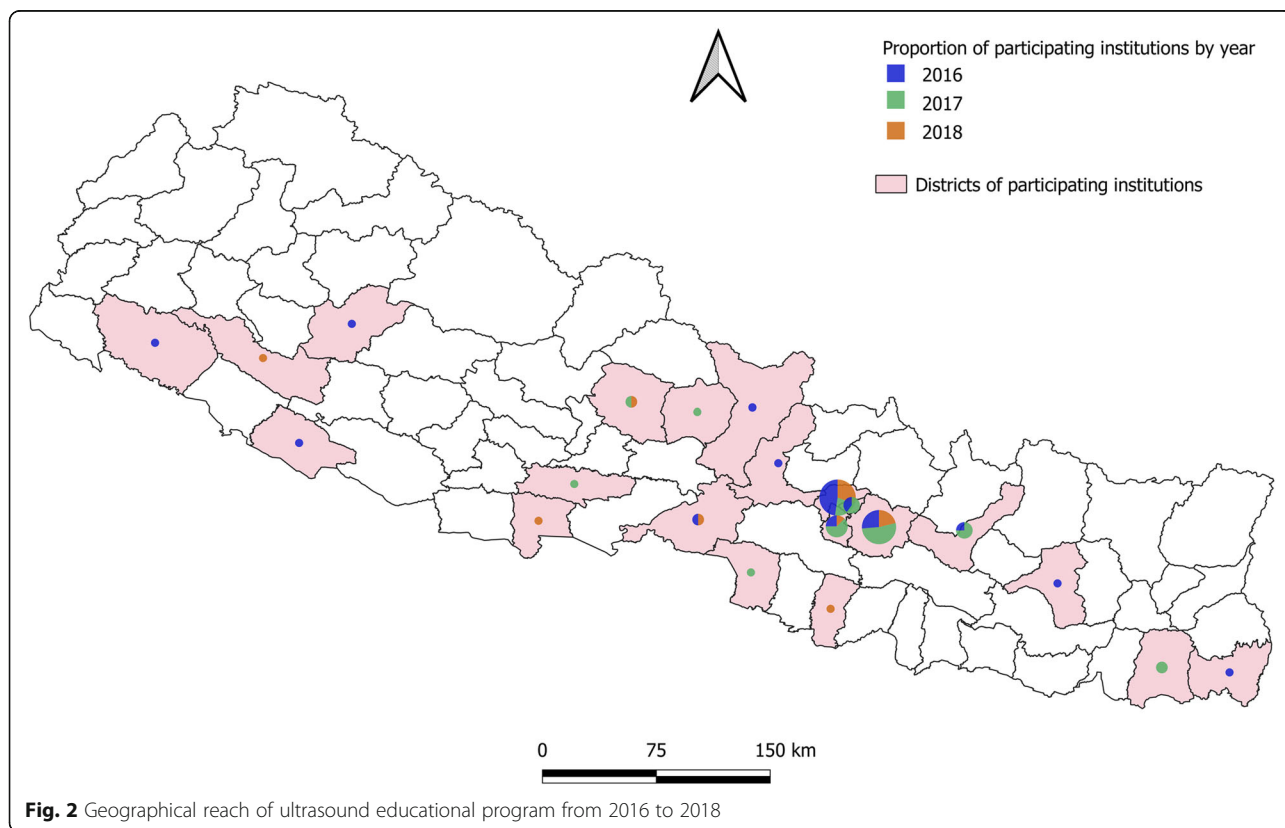 Proportion of participating institutions by year
2016
2017
2018
Districts of participating institutions
0 75 150 km
Fig. 2 Geographical reach of ultrasound educational program from 2016 to 2018